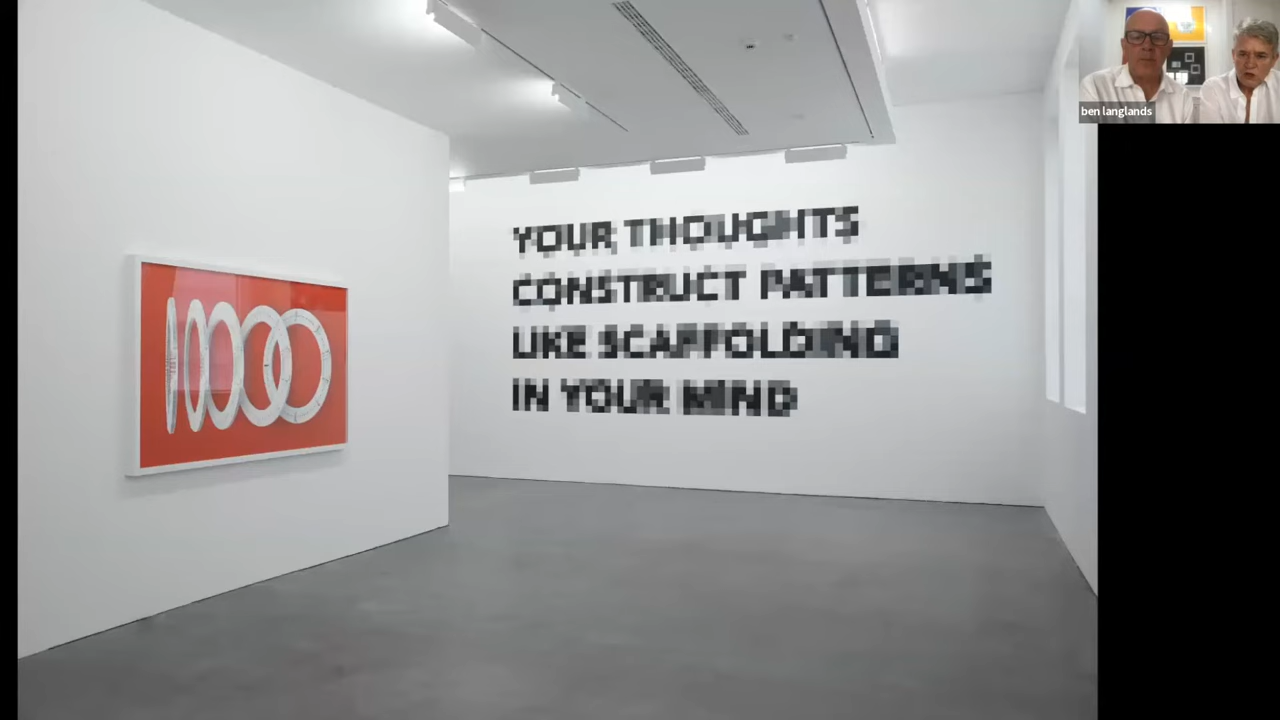 ben langlands
YOUR THOUGHTS
CONSTRUCT PATTERNS
LIKE SCAFFOLDING
IN YOUR MIND